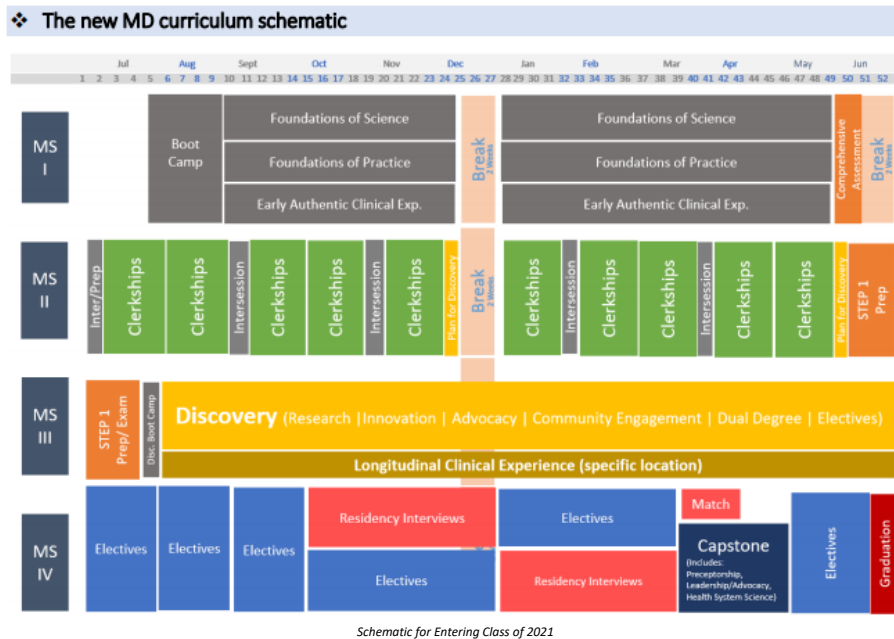 ❖ The new MD curriculum schematic
Jul Aug Sept Oct Nov Dec Jan Feb Mar Apr May Jun
1 2 3 4 5 6 7 8 9 10 11 12 13 14 15 16 17 18 19 20 21 22 23 24 25 26 27 28 29 30 31 32 33 34 35 36 37 38 39 40 41 42 43 44 45 46 47 48 49 50 51 52
MS
I
Boot
Camp
Foundations of Science
Foundations of Practice
Early Authentic Clinical Exp.
Break
2 Weeks
Foundations of Science
Foundations of Practice
Early Authentic Clinical Exp.
Comprehensive
Assessment
Break
2 Weeks
MS
II
Inter/Prep
Clerkships
Clerkships
Intersession
Clerkships
Clerkships
Intersession
Clerkships
Plan for Discovery
Break
2 Weeks
Clerkships
Intersession
Clerkships
Clerkships
Intersession
Clerkships
Clerkships
Plan for Discovery
STEP 1
Prep
MS
III
STEP 1
Prep/ Exam
Disc. Boot Camp
Discovery (Research |Innovation | Advocacy | Community Engagement | Dual Degree | Electives)
Longitudinal Clinical Experience (specific location)
MS
IV
Electives
Electives
Electives
Residency Interviews
Electives
Electives
Residency Interviews
Match
Capstone
(Includes:
Preceptorship,
Leadership/Advocacy,
Health System Science)
Electives
Graduation
Schematic for Entering Class of 2021